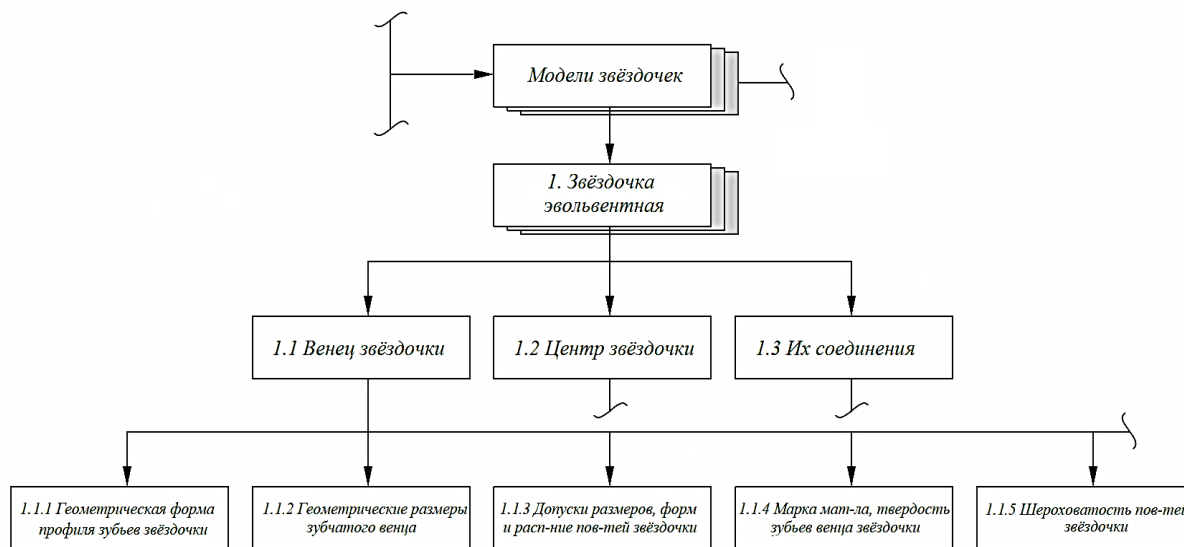 Модели звёздочек
1. Звёздочка
эвольвентная
1.1 Венец звёздочки
1.2 Центр звёздочки
1.3 Их соединения
1.1.1 Геометрическая форма
профиля зубьев звёздочки
1.1.2 Геометрические размеры
зубчатого венца
1.1.3 Допуски размеров, форм
и расп-ние пов-тей звёздочки
1.1.4 Марка мат-ла, твердость
зубьев венца звёздочки
1.1.5 Шероховатость пов-тей
звёздочки